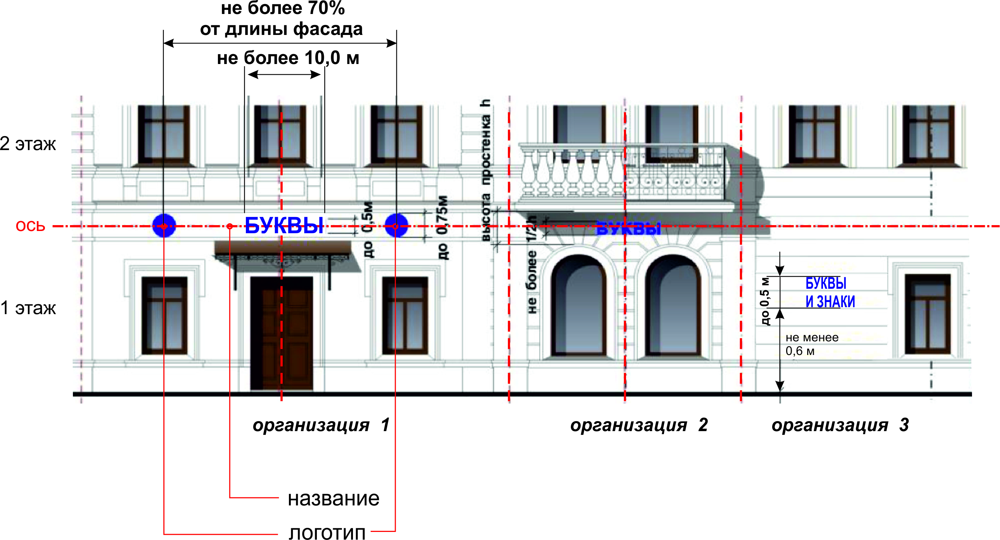 не более 70%
от длины фасада
не более 10,0 м
2 этаж
высота простенка h
ось
БУКВЫ
до 0,5м
до 0,75м
не более 1/2h
БУКВЫ
1 этаж
до 0,5 м
БУКВЫ
И ЗНАКИ
не менее
0,6 м
организация 1
организация 2
организация 3
название
логотип